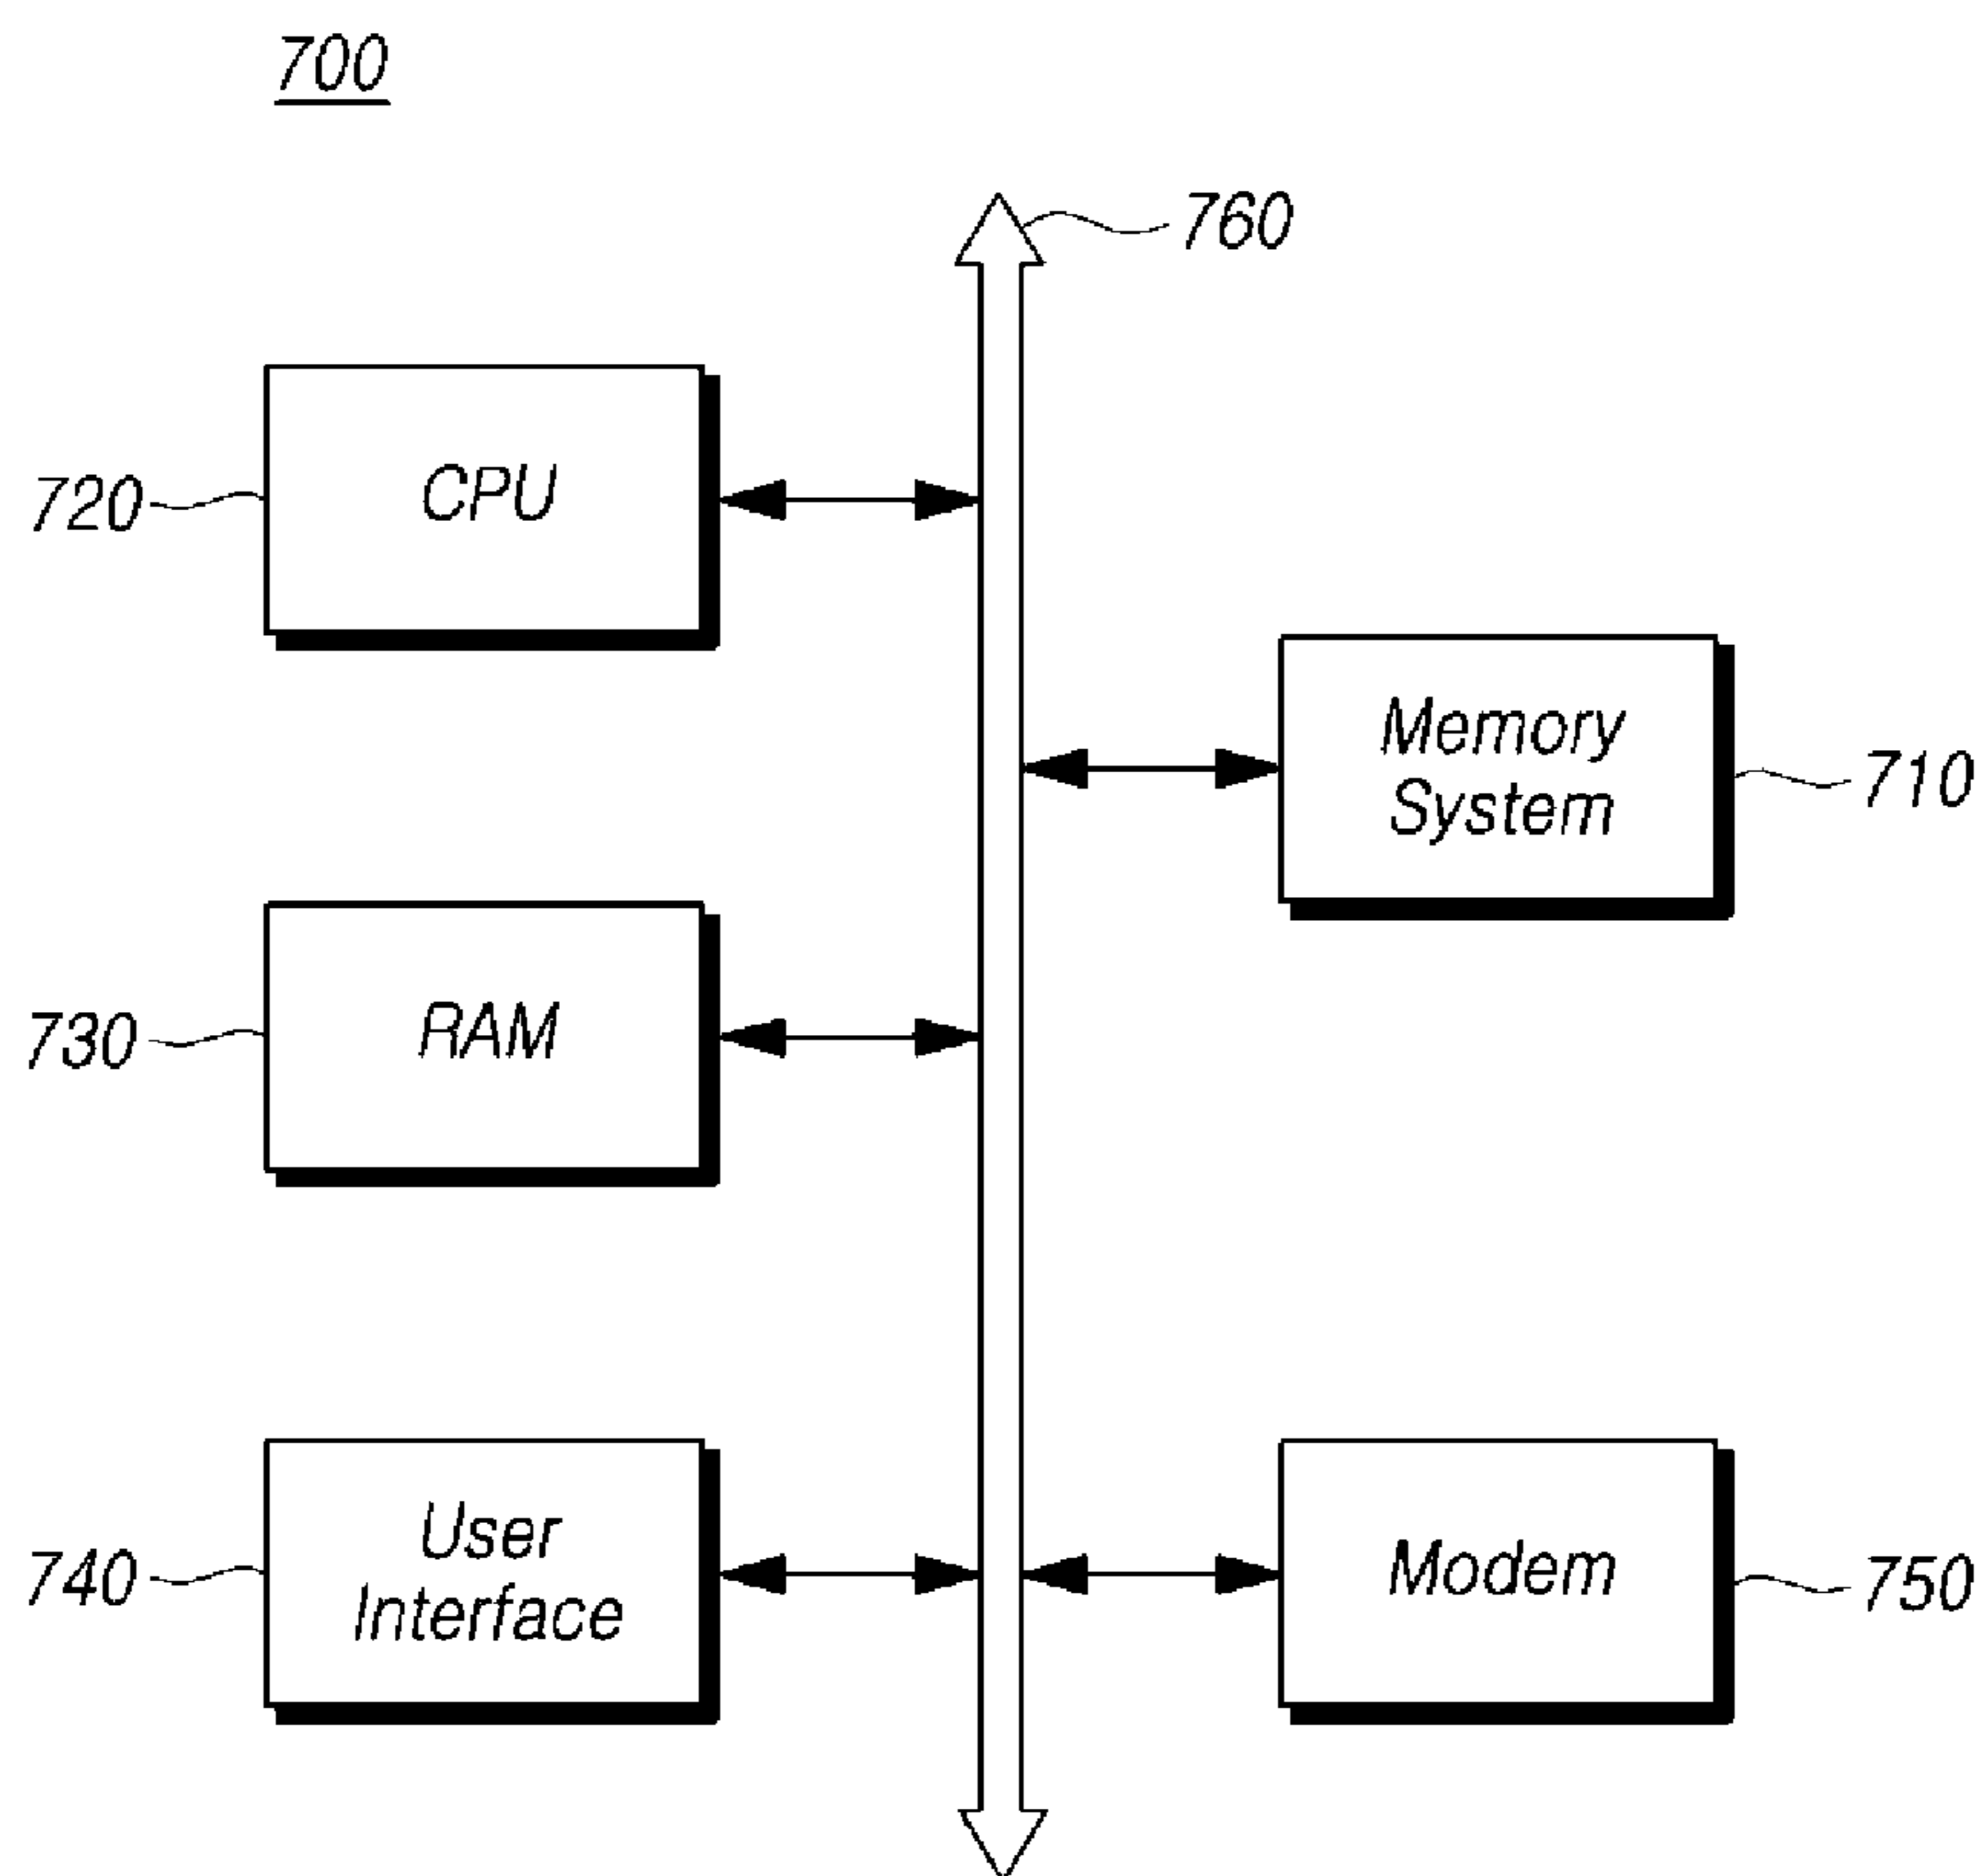 700
760
720
CPU
Memory
System
710
730
RAM
740
User
Interface
Modem
750